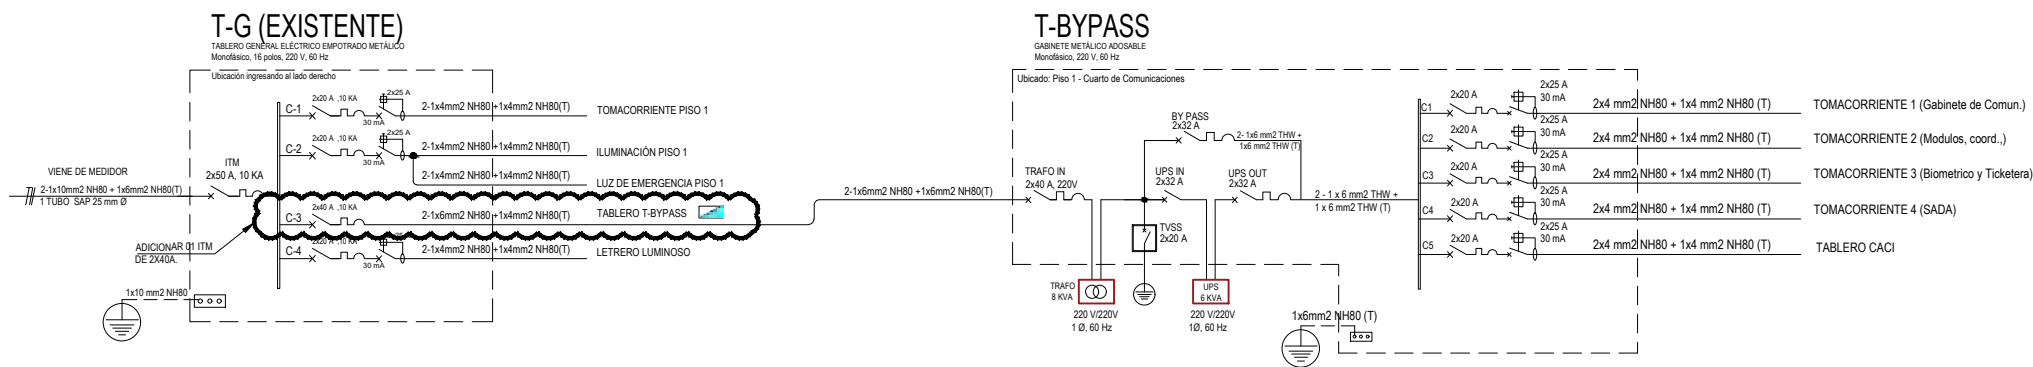 T-G (EXISTENTE)
TABLERO GENERAL ELÉCTRICO EMPOTRADO METÁLICO
Monofásico, 16 polos, 220 V, 60 Hz
Ubicación ingresando al lado derecho
VIENE DE MEDIDOR
2-1x10mm2 NH80 + 1x6mm2 NH80(T)
1 TUBO SAP 25 mm Ø
ITM
2x50 A, 10 KA
C-1
2x20 A ,10 KA
2x25 A
30 mA
2-1x4mm2 NH80 +1x4mm2 NH80(T)
TOMACORRIENTE PISO 1
C-2
2x20 A ,10 KA
2x25 A
30 mA
2-1x4mm2 NH80 +1x4mm2 NH80(T)
ILUMINACIÓN PISO 1
2-1x4mm2 NH80 +1x4mm2 NH80(T)
LUZ DE EMERGENCIA PISO 1
C-3
2x40 A ,10 KA
2-1x6mm2 NH80 +1x4mm2 NH80(T)
TABLERO T-BYPASS
C-4
2x20 A ,10 KA
2x25 A
30 mA
2-1x4mm2 NH80 +1x4mm2 NH80(T)
LETRERO LUMINOSO
ADICIONAR 01 ITM
DE 2X40A.
1x10 mm2 NH80
2-1x6mm2 NH80 +1x6mm2 NH80(T)
T-BYPASS
GABINETE METÁLICO ADOSABLE
Monofásico, 220 V, 60 Hz
Ubicado: Piso 1 - Cuarto de Comunicaciones
TRAFO IN
2x40 A, 220V
BY PASS
2x32 A
2- 1x6 mm2 THW +
1x6 mm2 THW (T)
UPS IN
2x32 A
UPS OUT
2x32 A
TVSS
2x20 A
2 - 1 x 6 mm2 THW +
1 x 6 mm2 THW (T)
TRAFO
8 KVA
220 V/220V
1 Ø, 60 Hz
UPS
6 KVA
220 V/220V
1Ø, 60 Hz
C1
2x20 A
2x25 A
30 mA
2x4 mm2 NH80 + 1x4 mm2 NH80 (T)
TOMACORRIENTE 1 (Gabinete de Comun.)
C2
2x20 A
2x25 A
30 mA
2x4 mm2 NH80 + 1x4 mm2 NH80 (T)
TOMACORRIENTE 2 (Modulos, coord.,)
C3
2x20 A
2x25 A
30 mA
2x4 mm2 NH80 + 1x4 mm2 NH80 (T)
TOMACORRIENTE 3 (Biometrico y Ticketera)
C4
2x20 A
2x25 A
30 mA
2x4 mm2 NH80 + 1x4 mm2 NH80 (T)
TOMACORRIENTE 4 (SADA)
C5
2x20 A
2x25 A
30 mA
2x4 mm2 NH80 + 1x4 mm2 NH80 (T)
TABLERO CACI
1x6mm2 NH80 (T)